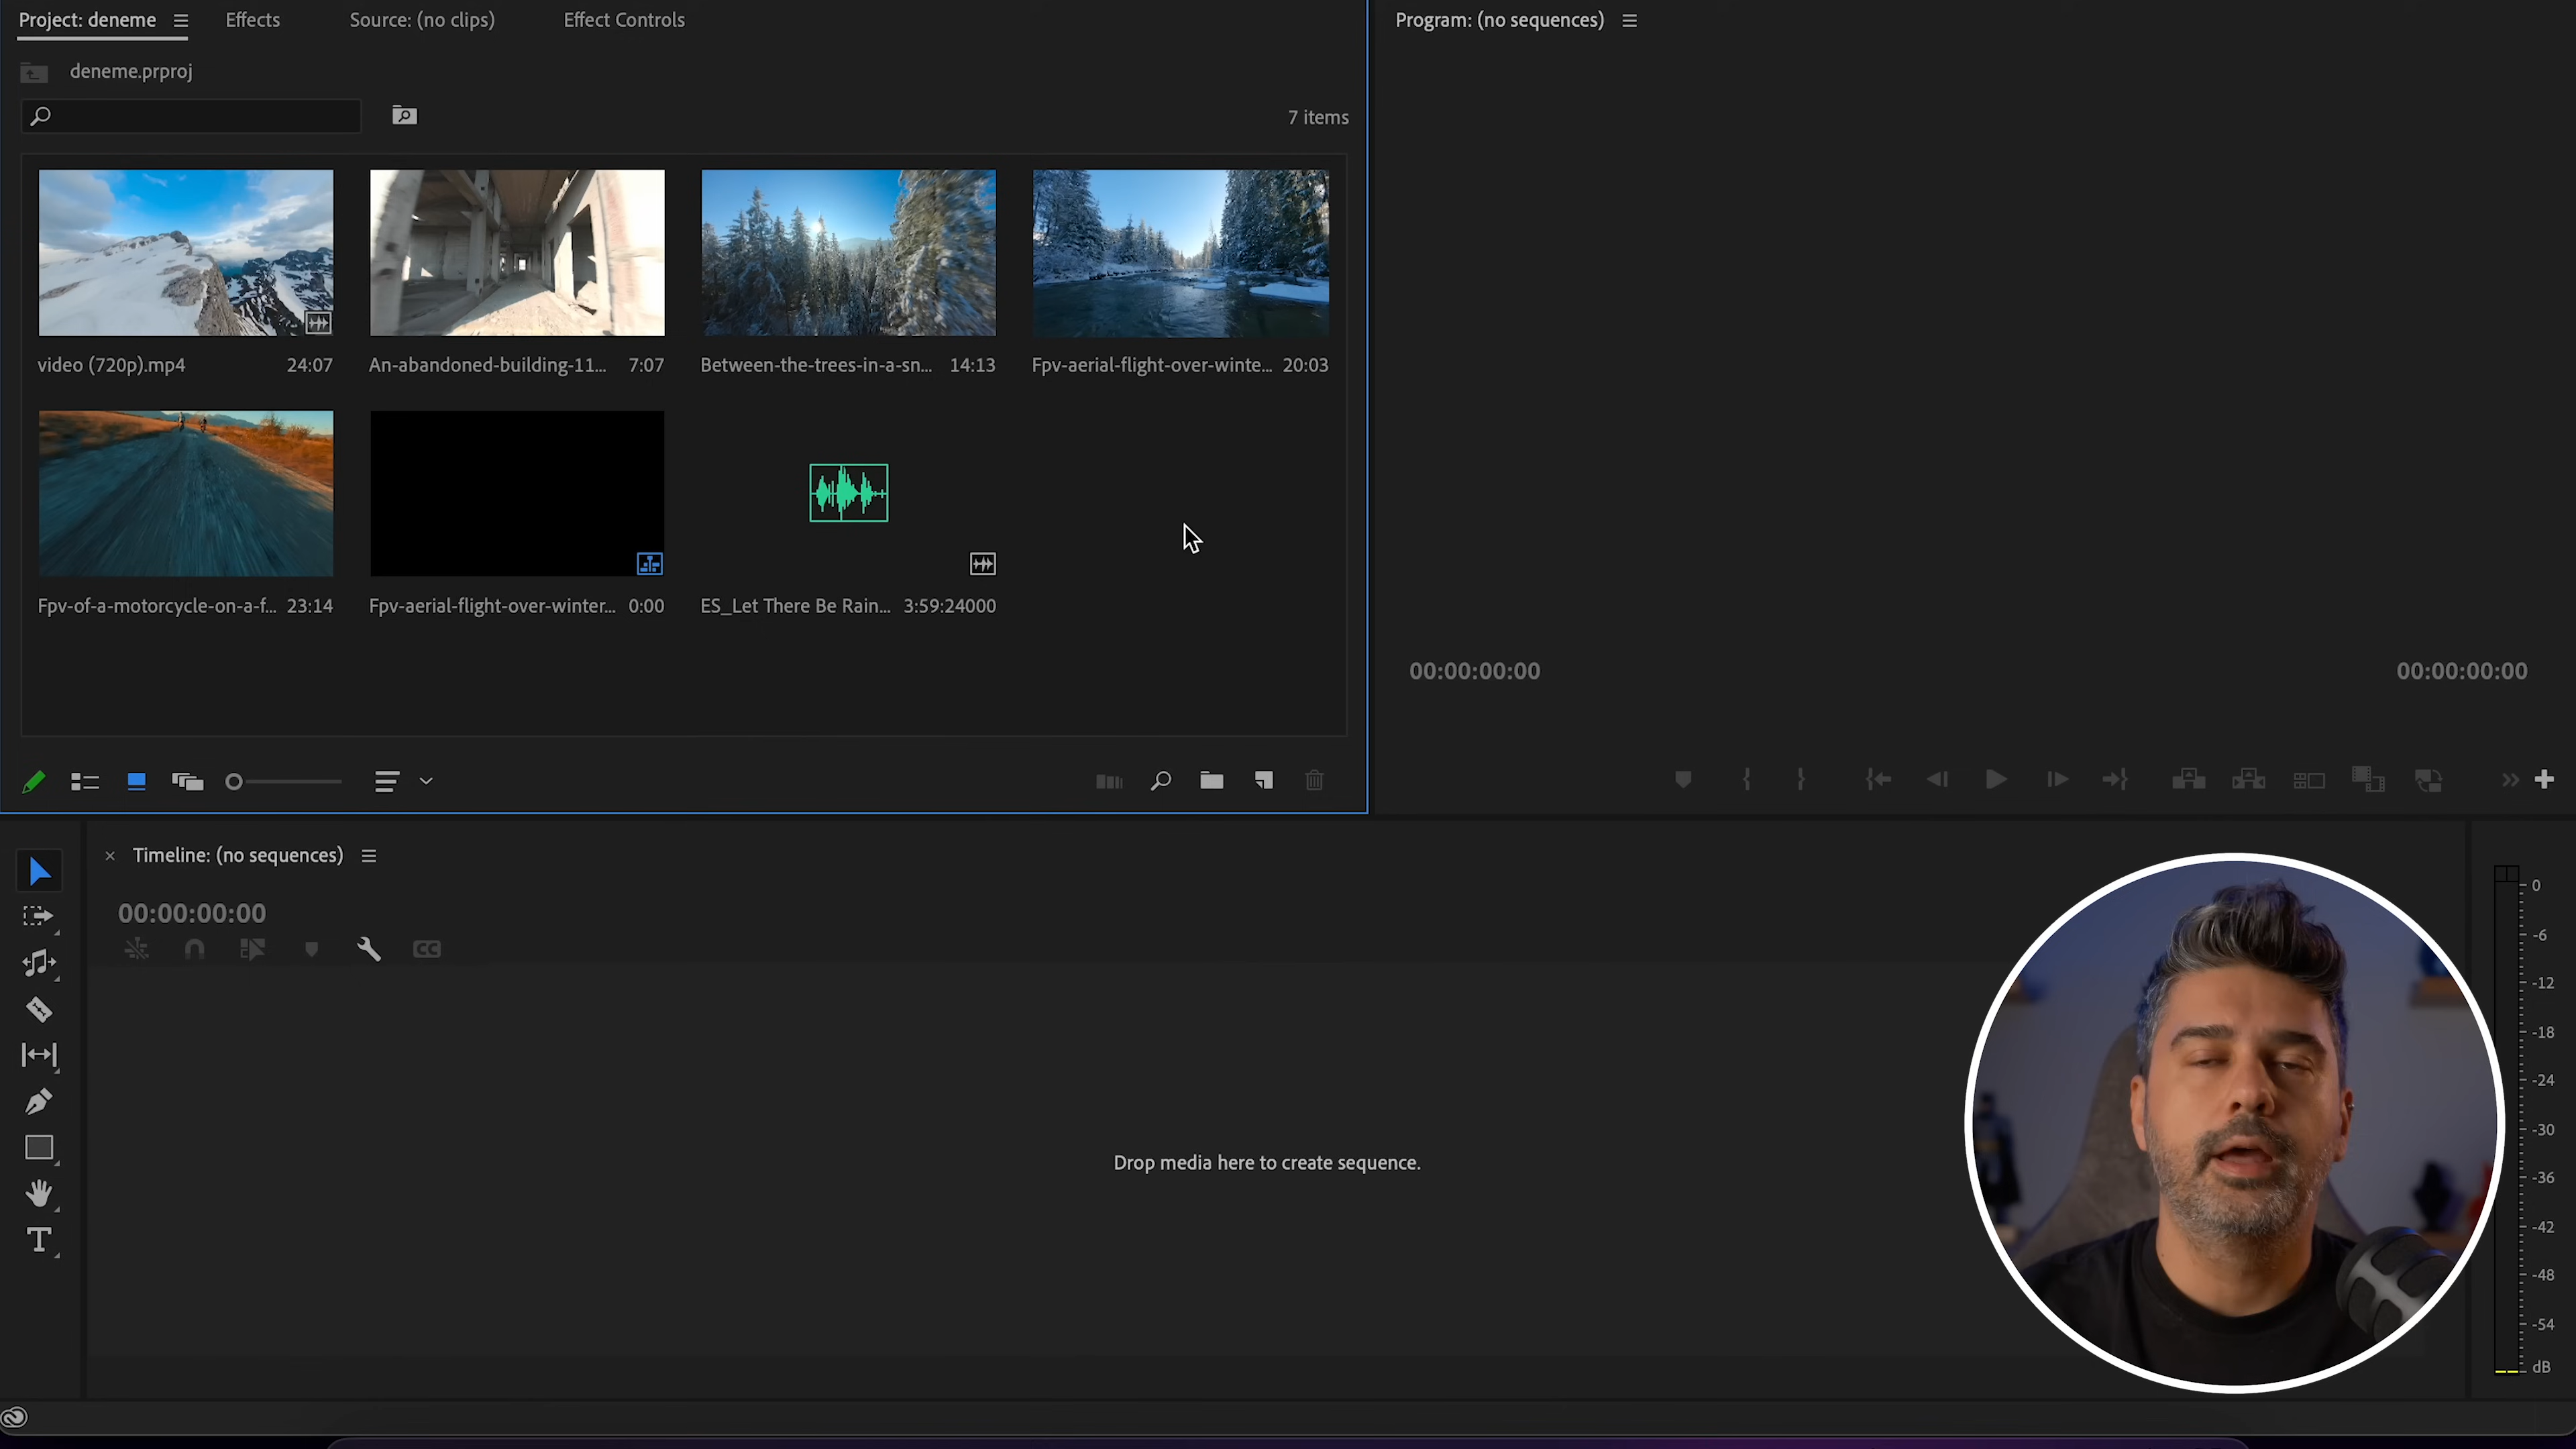 Project: deneme
Effects
Source: (no clips)
Effect Controls
Program: (no sequences)
deneme.prproj
7 items
video (720p).mp4 24:07
An-abandoned-building-11... 7:07
Between-the-trees-in-a-sn... 14:13
Fpv-aerial-flight-over-winte... 20:03
Fpv-of-a-motorcycle-on-a-f... 23:14
Fpv-aerial-flight-over-winter... 0:00
ES_Let There Be Rain... 3:59:24000
00:00:00:00
00:00:00:00
Timeline: (no sequences)
00:00:00:00
CC
Drop media here to create sequence.
T
0
-6
-12
-18
-24
-30
-36
-42
-48
-54
dB